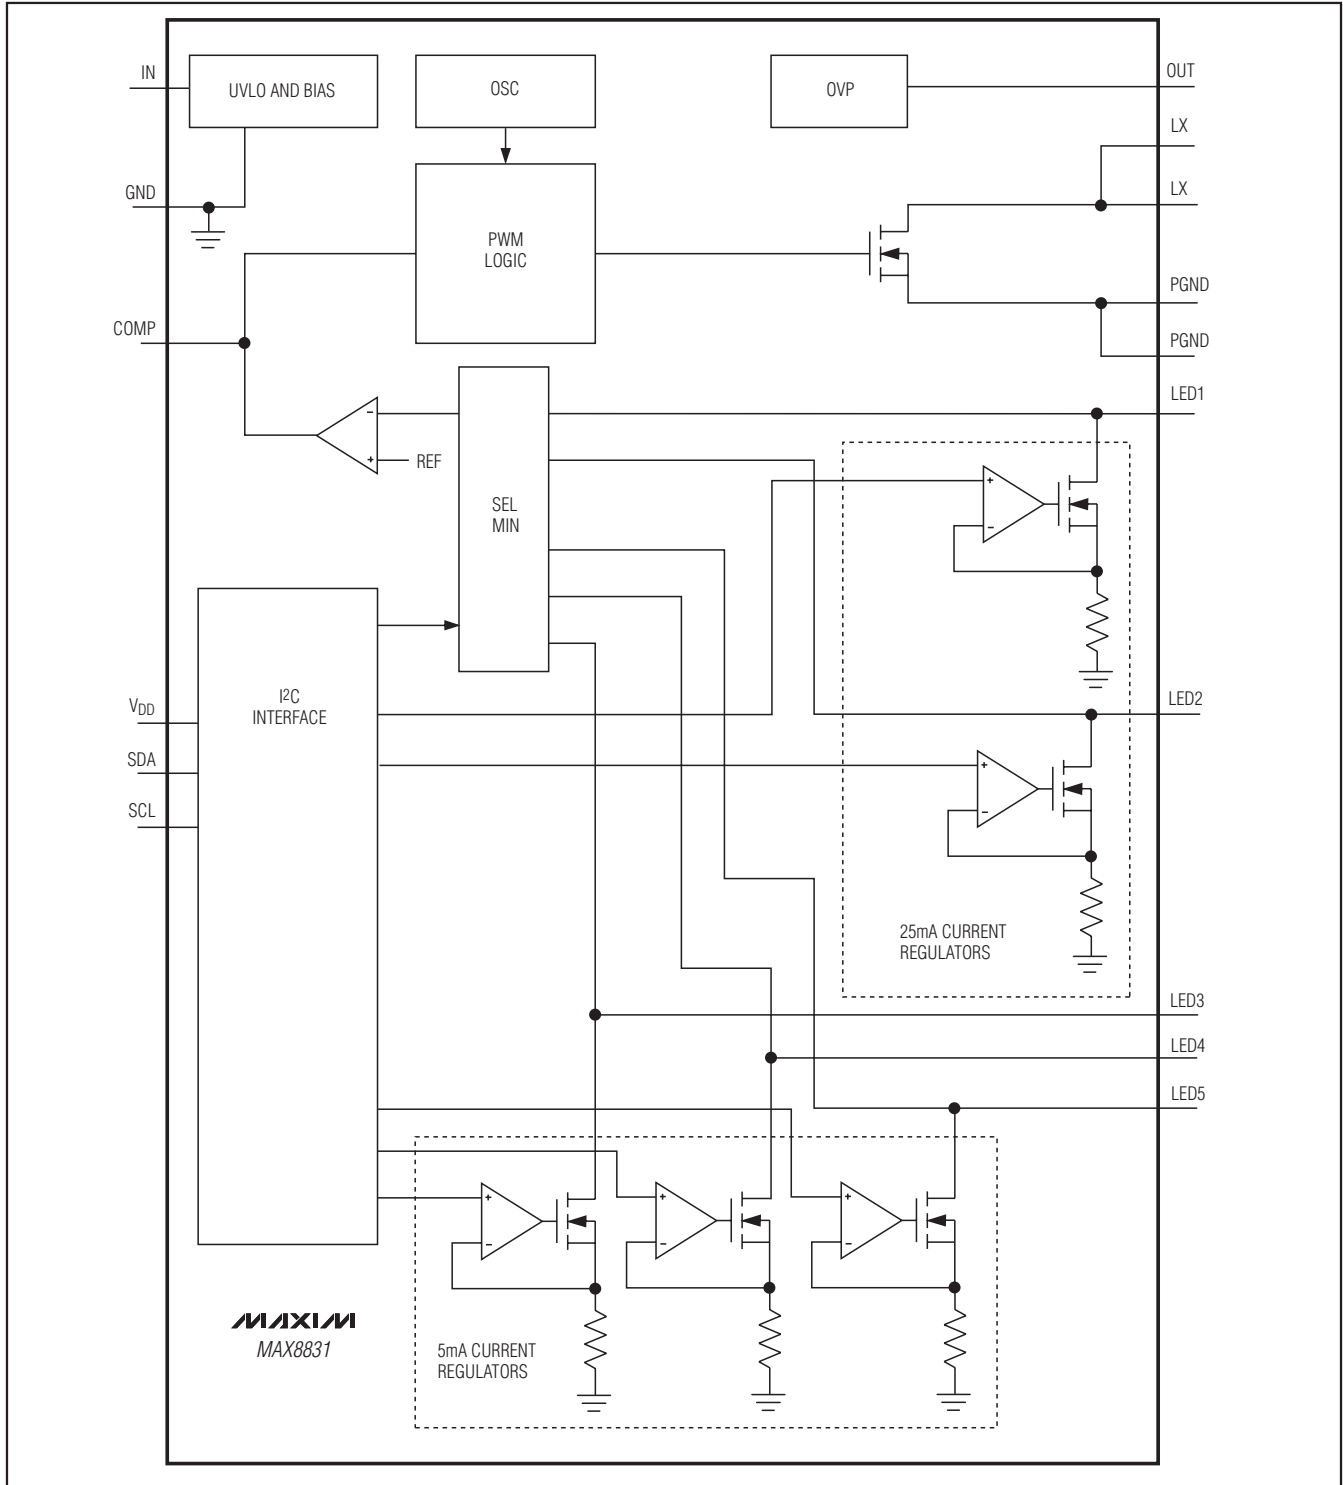 IN
UVLO AND BIAS
OSC
OVP
OUT
LX
GND
LX
PWM
LOGIC
PGND
COMP
PGND
LED1
-
+
REF
SEL
MIN
+
-
I2C
INTERFACE
VDD
SDA
SCL
LED2
+
-
25mA CURRENT
REGULATORS
LED3
LED4
LED5
+
-
+
-
+
-
MAXIM
MAX8831
5mA CURRENT
REGULATORS